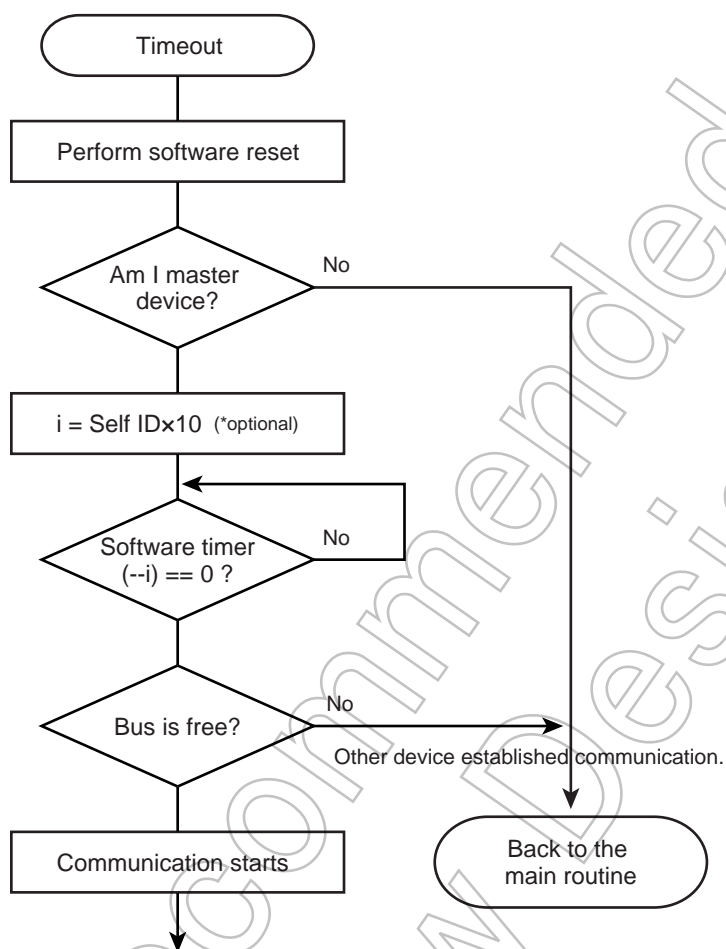 Timeout
Perform software reset
Am I master
device?
No
i = Self ID×10 (*optional)
Software timer
(--i) == 0 ?
No
Bus is free?
No
Other device established communication.
Communication starts
Back to the
main routine